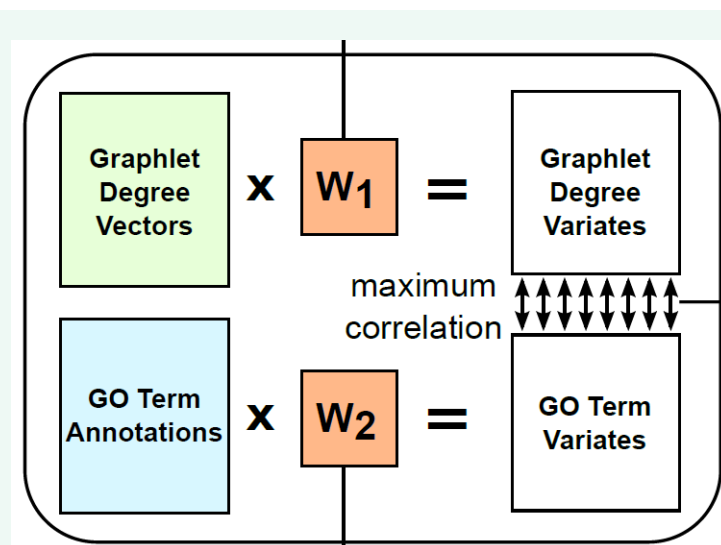 Graphlet
Degree
Vectors
x
W1
=
Graphlet
Degree
Variates
maximum
correlation
GO Term
Annotations
x
W2
=
GO Term
Variates